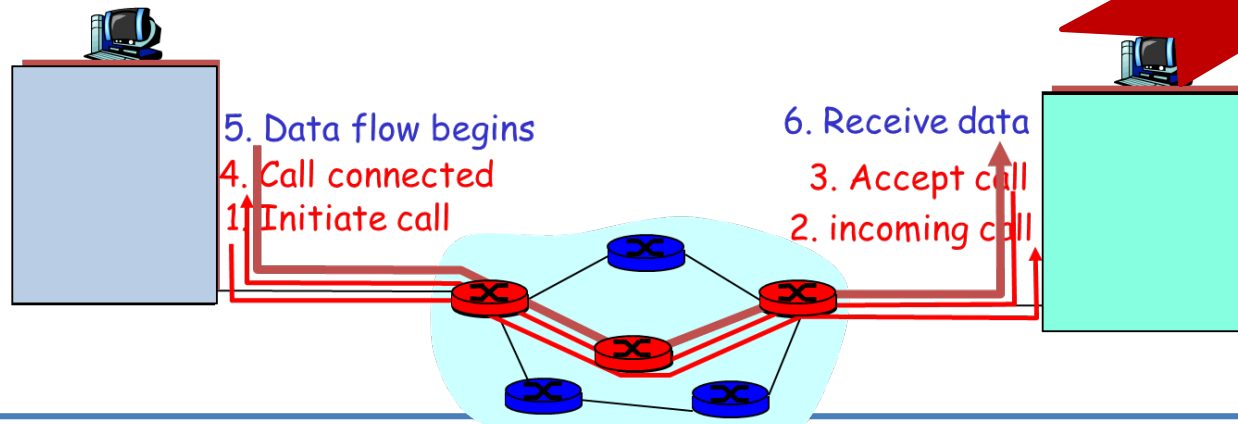 5. Data flow begins
4. Call connected
1. Initiate call
6. Receive data
3. Accept call
2. incoming call